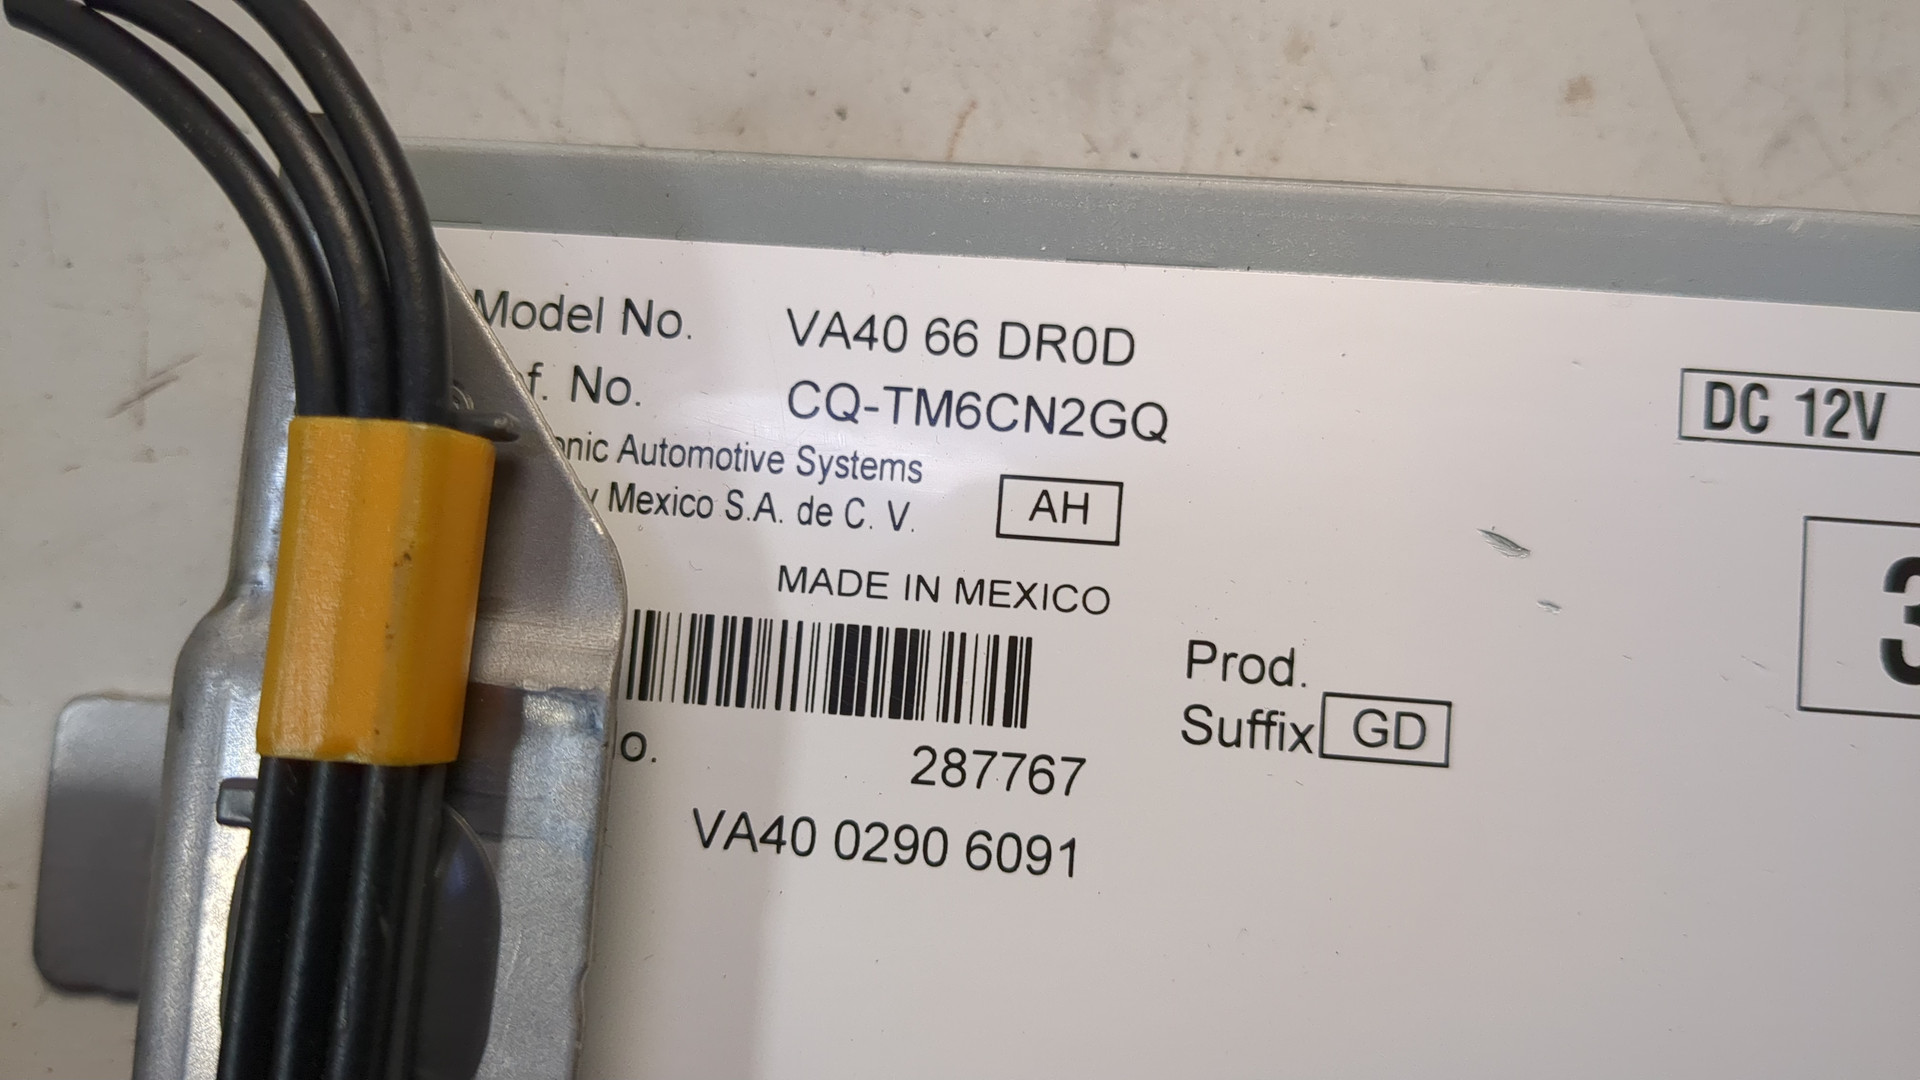 Model No. VA40 66 DR0D
f. No. CQ-TM6CN2GQ
nic Automotive Systems
y Mexico S.A. de C. V.
AH
MADE IN MEXICO
o. 287767
VA40 0290 6091
Prod.
Suffix GD
DC 12V
3